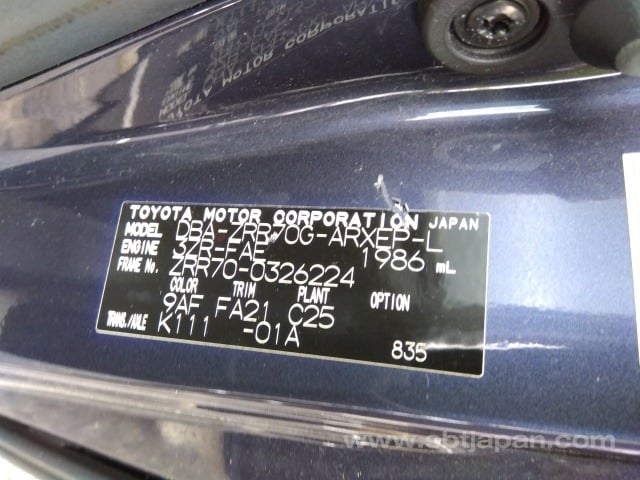 TOYOTA MOTOR CORPORATION JAPAN
MODEL DBA-ZRR70G-ARXEP-L
ENGINE 3ZR-FAE 1986 mL
FRAME No. ZRR70-0326224
COLOR TRIM PLANT OPTION
9AF FA21 C25
TRANS./AXLE K111 -01A
835
www.sbtjapan.com